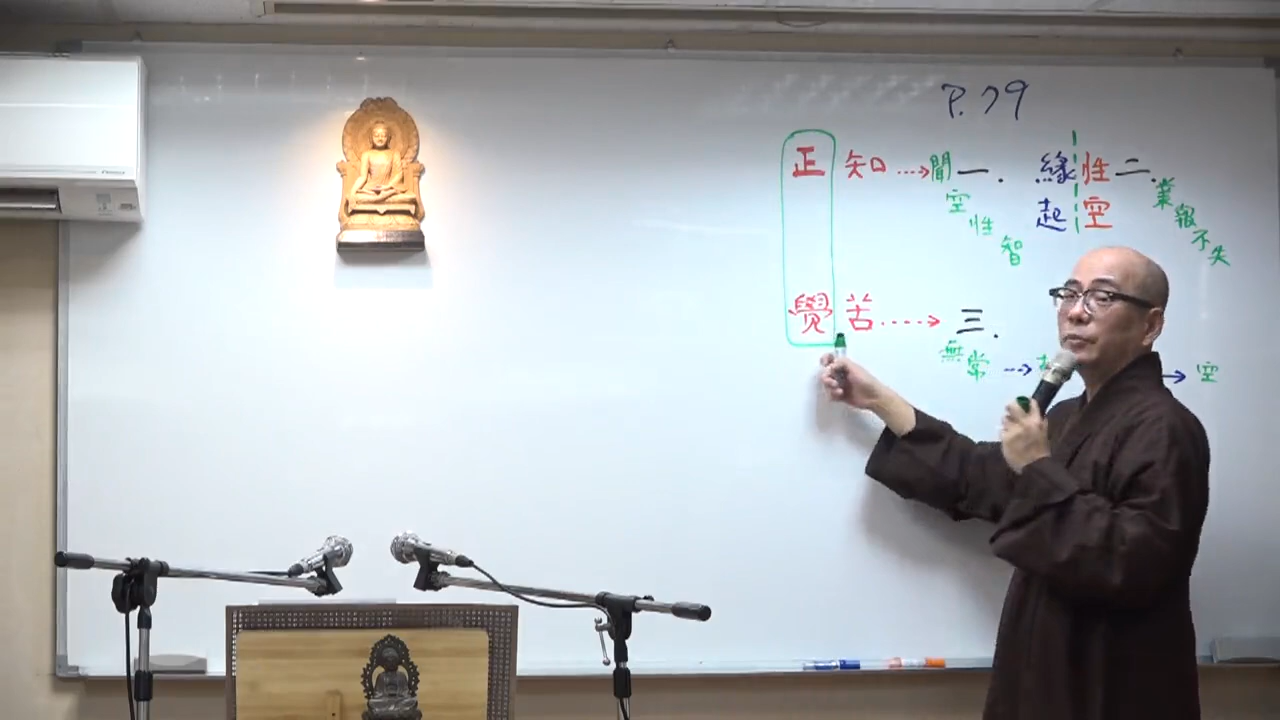 P.79
正 知 ····→ 聞 一. 緣 性 二.
空 起 空 業
性 報
智 不
失
覺 苦 ····→ 三.
無常 --→ → 空